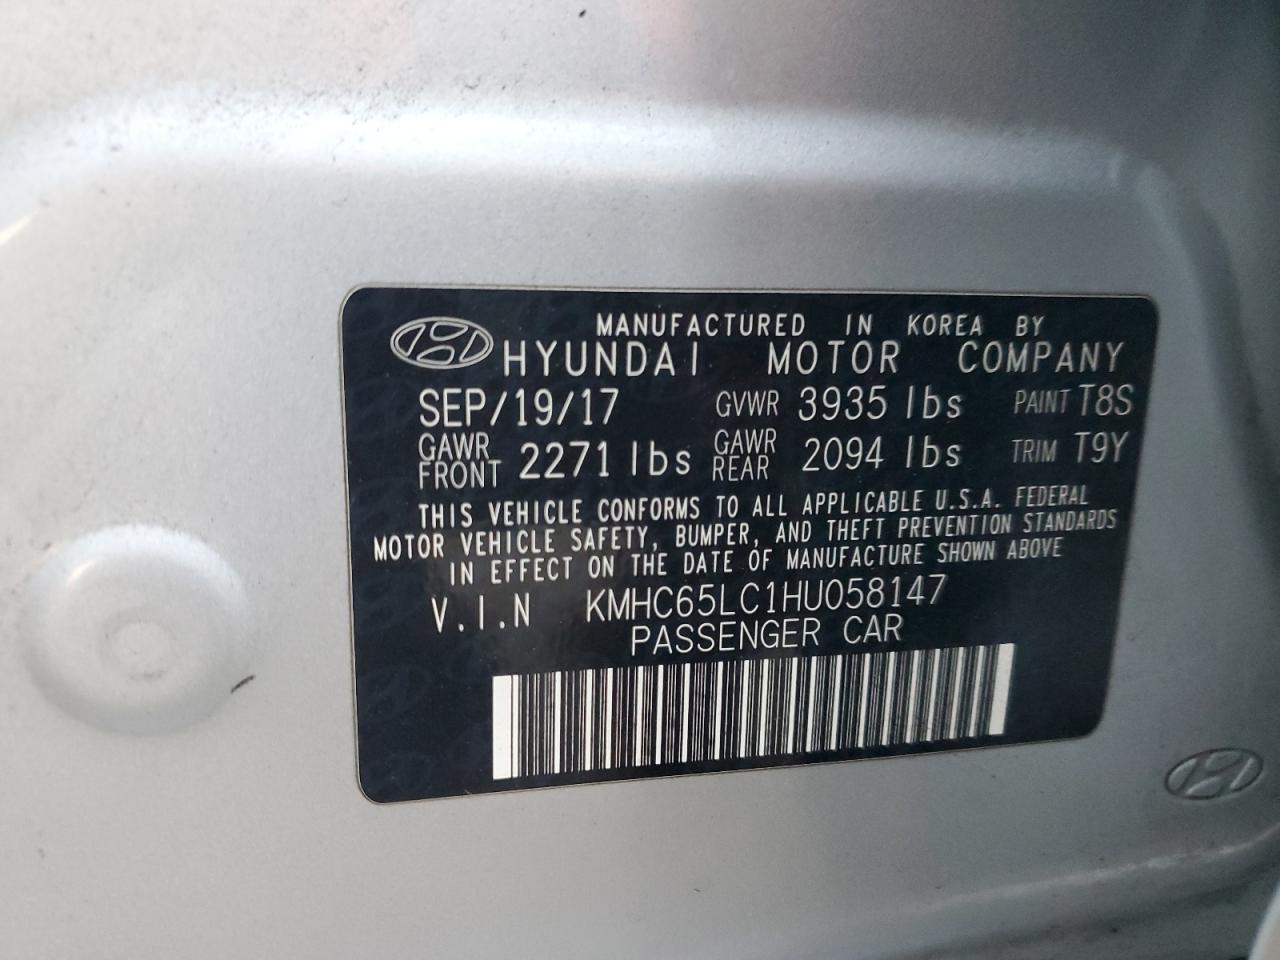 MANUFACTURED IN KOREA BY
HYUNDAI MOTOR COMPANY
SEP/19/17 GVWR 3935 lbs PAINT T8S
GAWR FRONT 2271 lbs GAWR REAR 2094 lbs TRIM T9Y
THIS VEHICLE CONFORMS TO ALL APPLICABLE U.S.A. FEDERAL
MOTOR VEHICLE SAFETY, BUMPER, AND THEFT PREVENTION STANDARDS
IN EFFECT ON THE DATE OF MANUFACTURE SHOWN ABOVE
V.I.N KMHC65LC1HU058147
PASSENGER CAR